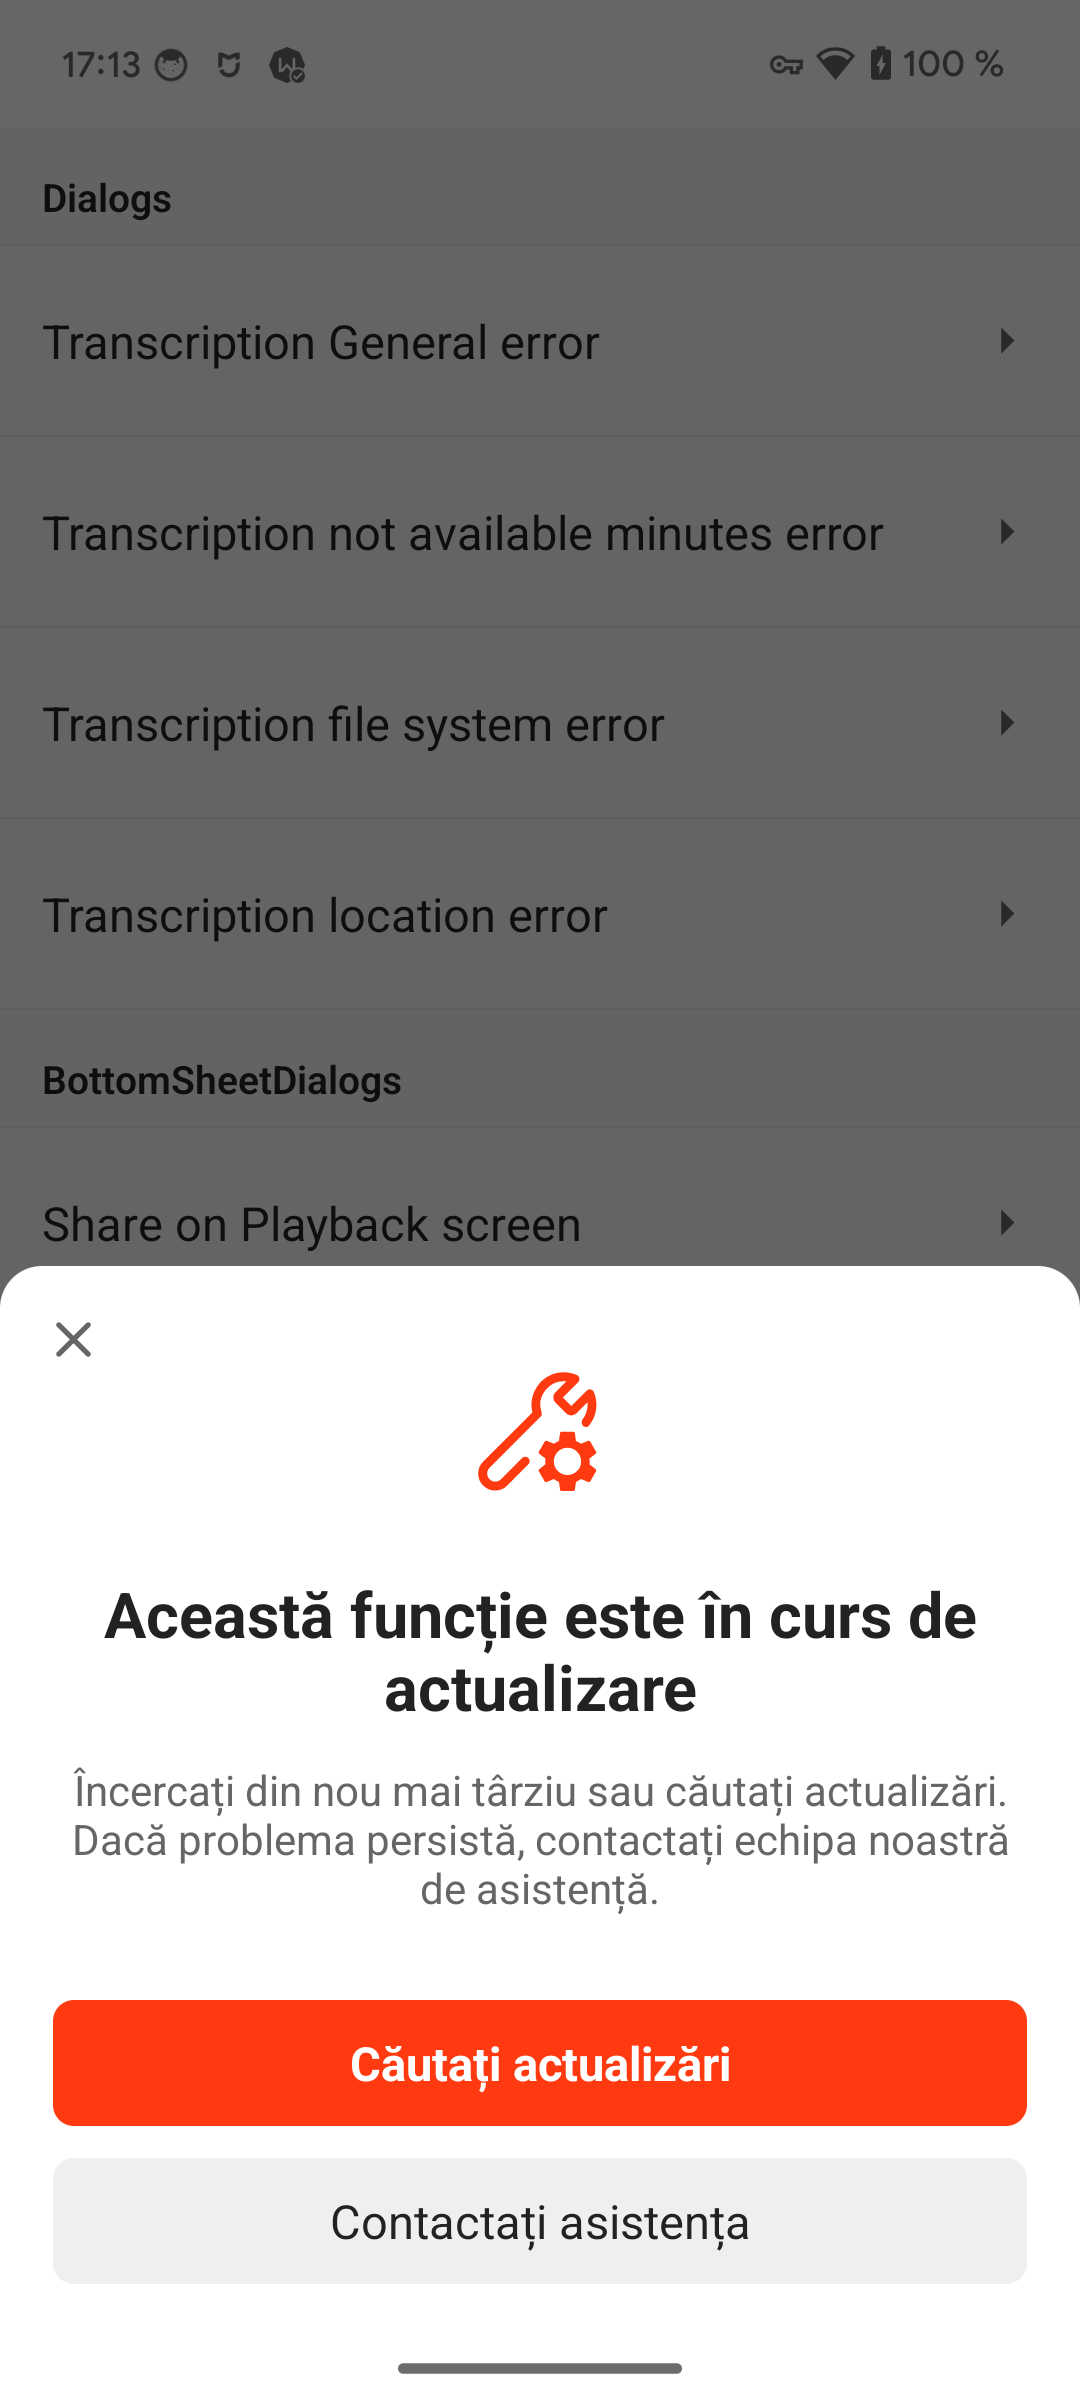 17:13
100 %
Dialogs
Transcription General error
Transcription not available minutes error
Transcription file system error
Transcription location error
BottomSheetDialogs
Share on Playback screen
Această funcție este în curs de
actualizare
Încercați din nou mai târziu sau căutați actualizări.
Dacă problema persistă, contactați echipa noastră
de asistență.
Căutați actualizări
Contactați asistența